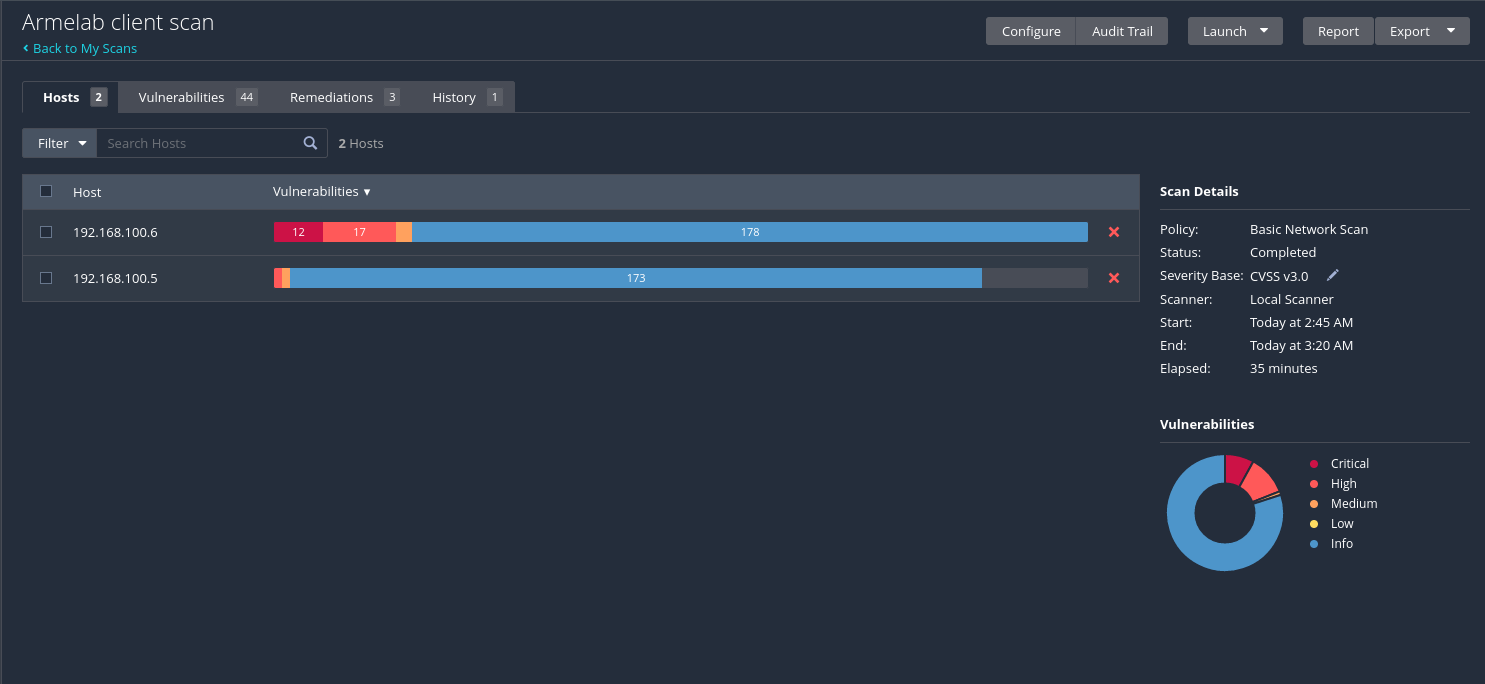 Armelab client scan
Back to My Scans
Configure Audit Trail Launch Report Export
Hosts 2 Vulnerabilities 44 Remediations 3 History 1
Filter Search Hosts 2 Hosts
Host Vulnerabilities
192.168.100.6 12 17 178
192.168.100.5 173
Scan Details
Policy: Basic Network Scan
Status: Completed
Severity Base: CVSS v3.0
Scanner: Local Scanner
Start: Today at 2:45 AM
End: Today at 3:20 AM
Elapsed: 35 minutes
Vulnerabilities
Critical
High
Medium
Low
Info